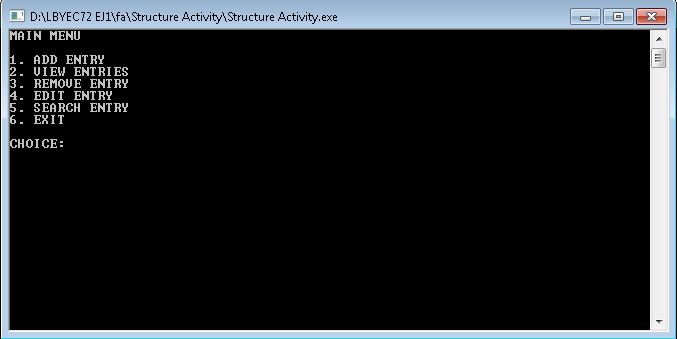 D:\LBYEC72 EJ1\fa\Structure Activity\Structure Activity.exe
MAIN MENU
1. ADD ENTRY
2. VIEW ENTRIES
3. REMOVE ENTRY
4. EDIT ENTRY
5. SEARCH ENTRY
6. EXIT
CHOICE: